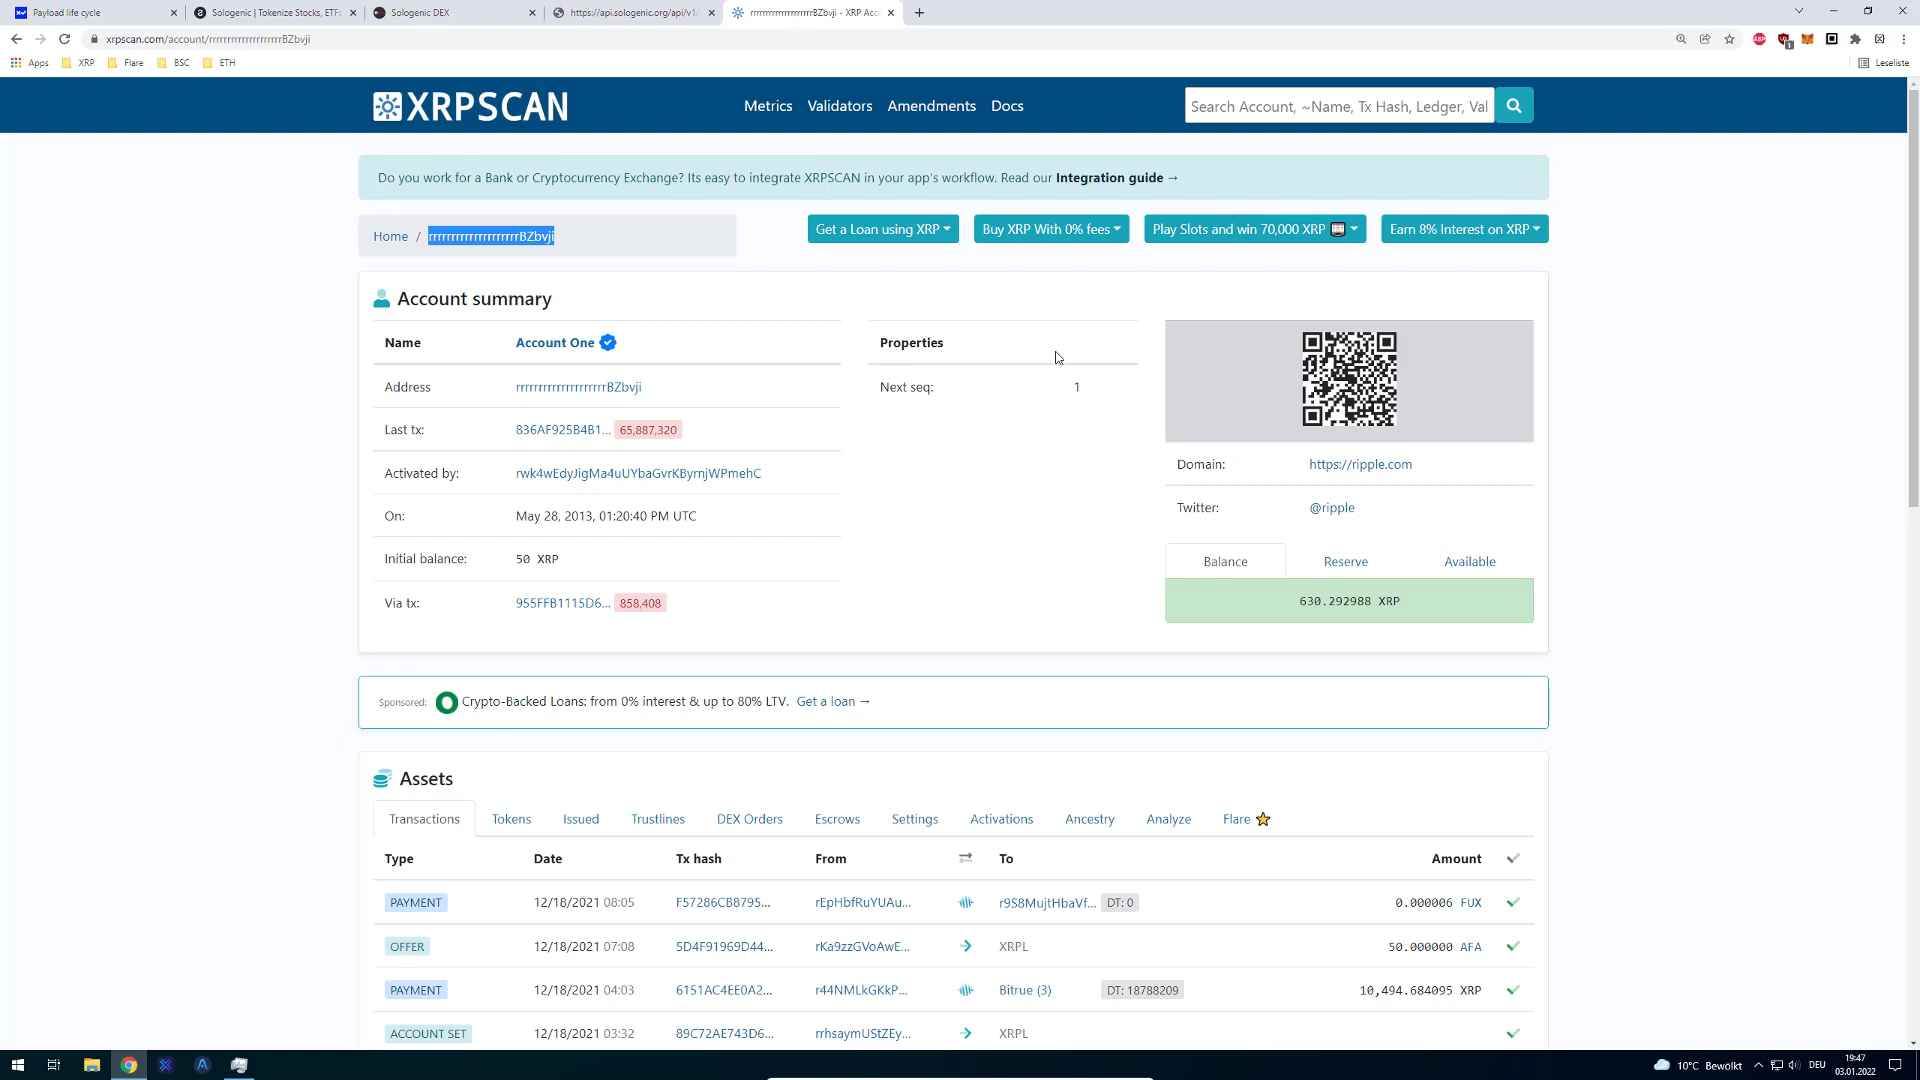 Payload life cycle
Sologenic | Tokenize Stocks, ETFs
Sologenic DEX
https://api.sologenic.org/api/v1/
rrrrrrrrrrrrrrrrrrrrBZbvji - XRP Acc
xrpscan.com/account/rrrrrrrrrrrrrrrrrrrrBZbvji
Apps XRP Flare BSC ETH
Leseliste
XRPSCAN
Metrics Validators Amendments Docs
Search Account, ~Name, Tx Hash, Ledger, Val
Do you work for a Bank or Cryptocurrency Exchange? Its easy to integrate XRPSCAN in your app's workflow. Read our Integration guide →
Home / rrrrrrrrrrrrrrrrrrrrBZbvji
Get a Loan using XRP
Buy XRP With 0% fees
Play Slots and win 70,000 XRP
Earn 8% Interest on XRP
Account summary
Name Account One
Address rrrrrrrrrrrrrrrrrrrrBZbvji
Last tx: 836AF925B4B1... 65,887,320
Activated by: rwk4wEdyJigMa4uUYbaGvrKByrnjWPmehC
On: May 28, 2013, 01:20:40 PM UTC
Initial balance: 50 XRP
Via tx: 955FFB1115D6... 858,408
Properties
Next seq: 1
Domain: https://ripple.com
Twitter: @ripple
Balance Reserve Available
630.292988 XRP
Sponsored: Crypto-Backed Loans: from 0% interest & up to 80% LTV. Get a loan →
Assets
Transactions Tokens Issued Trustlines DEX Orders Escrows Settings Activations Ancestry Analyze Flare
Type Date Tx hash From To Amount
PAYMENT 12/18/2021 08:05 F57286CB8795... rEpHbfRuYUAu... r9S8MujtHbaVf... DT: 0 0.000006 FUX
OFFER 12/18/2021 07:08 5D4F91969D44... rKa9zzGVoAwE... XRPL 50.000000 AFA
PAYMENT 12/18/2021 04:03 6151AC4EE0A2... r44NMLkGKkP... Bitrue (3) DT: 18788209 10,494.684095 XRP
ACCOUNT SET 12/18/2021 03:32 89C72AE743D6... rrhsaymUStZEy... XRPL
10°C Bewölkt
DEU
19:47
03.01.2022